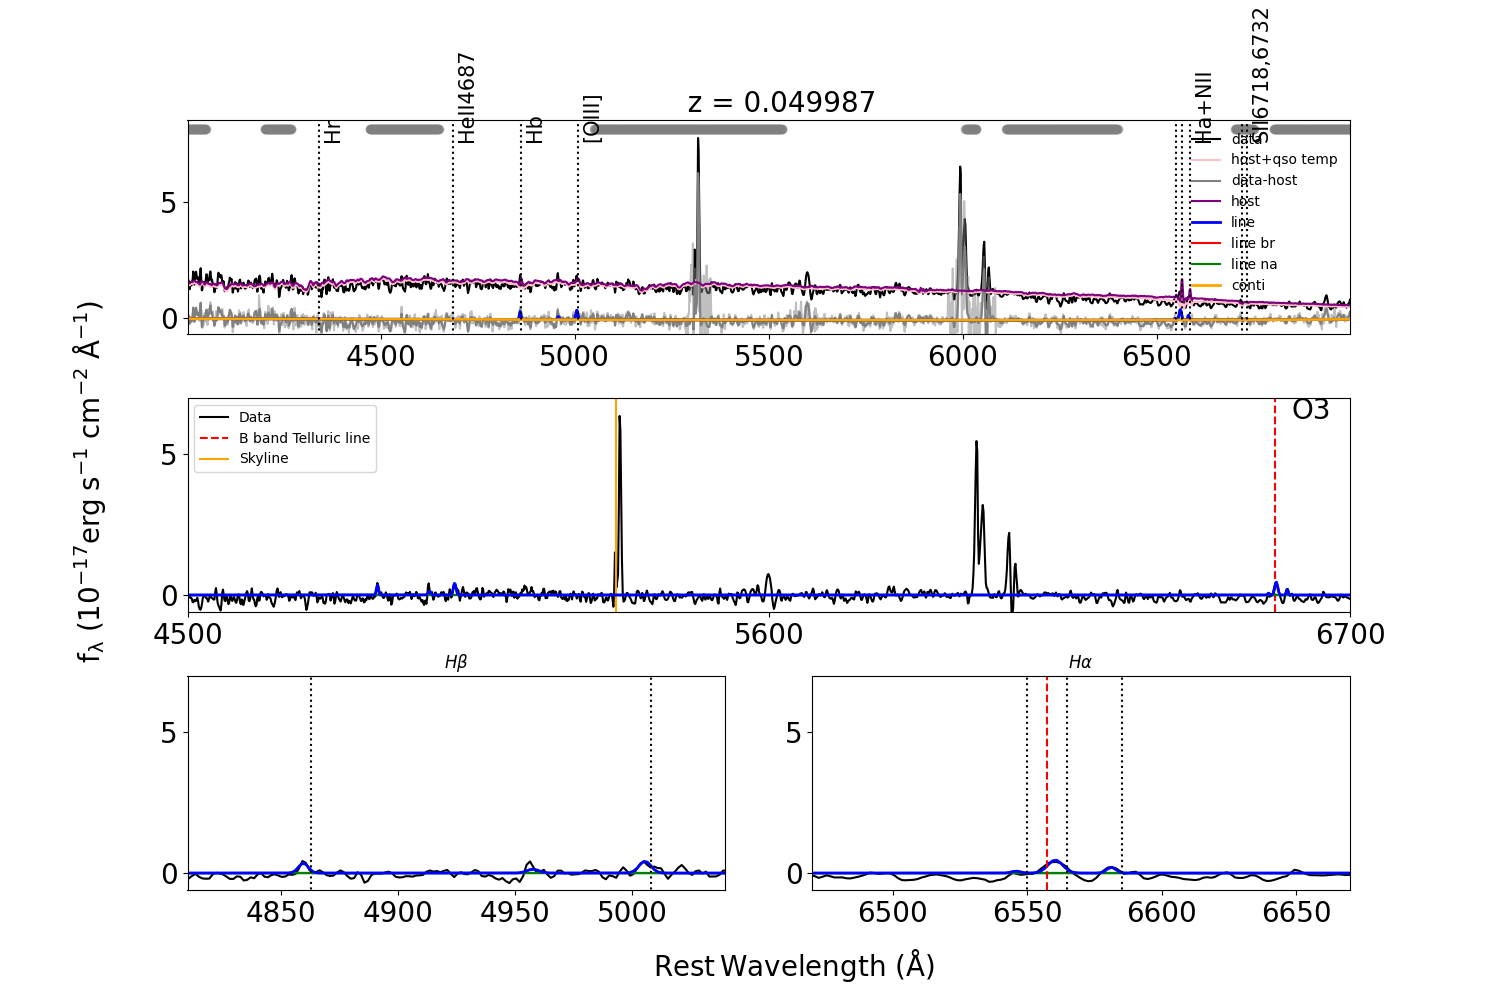 z = 0.049987
Hr
HeII4687
Hb
[OIII]
Ha+NII
SII6718,6732
data
host+qso temp
data-host
host
line
line br
line na
conti
5
0
4500
5000
5500
6000
6500
fλ (10⁻¹⁷erg s⁻¹ cm⁻² Å⁻¹)
Data
B band Telluric line
Skyline
O3
5
0
4500
5600
6700
Hβ
5
0
4850
4900
4950
5000
Hα
5
0
6500
6550
6600
6650
Rest Wavelength (Å)